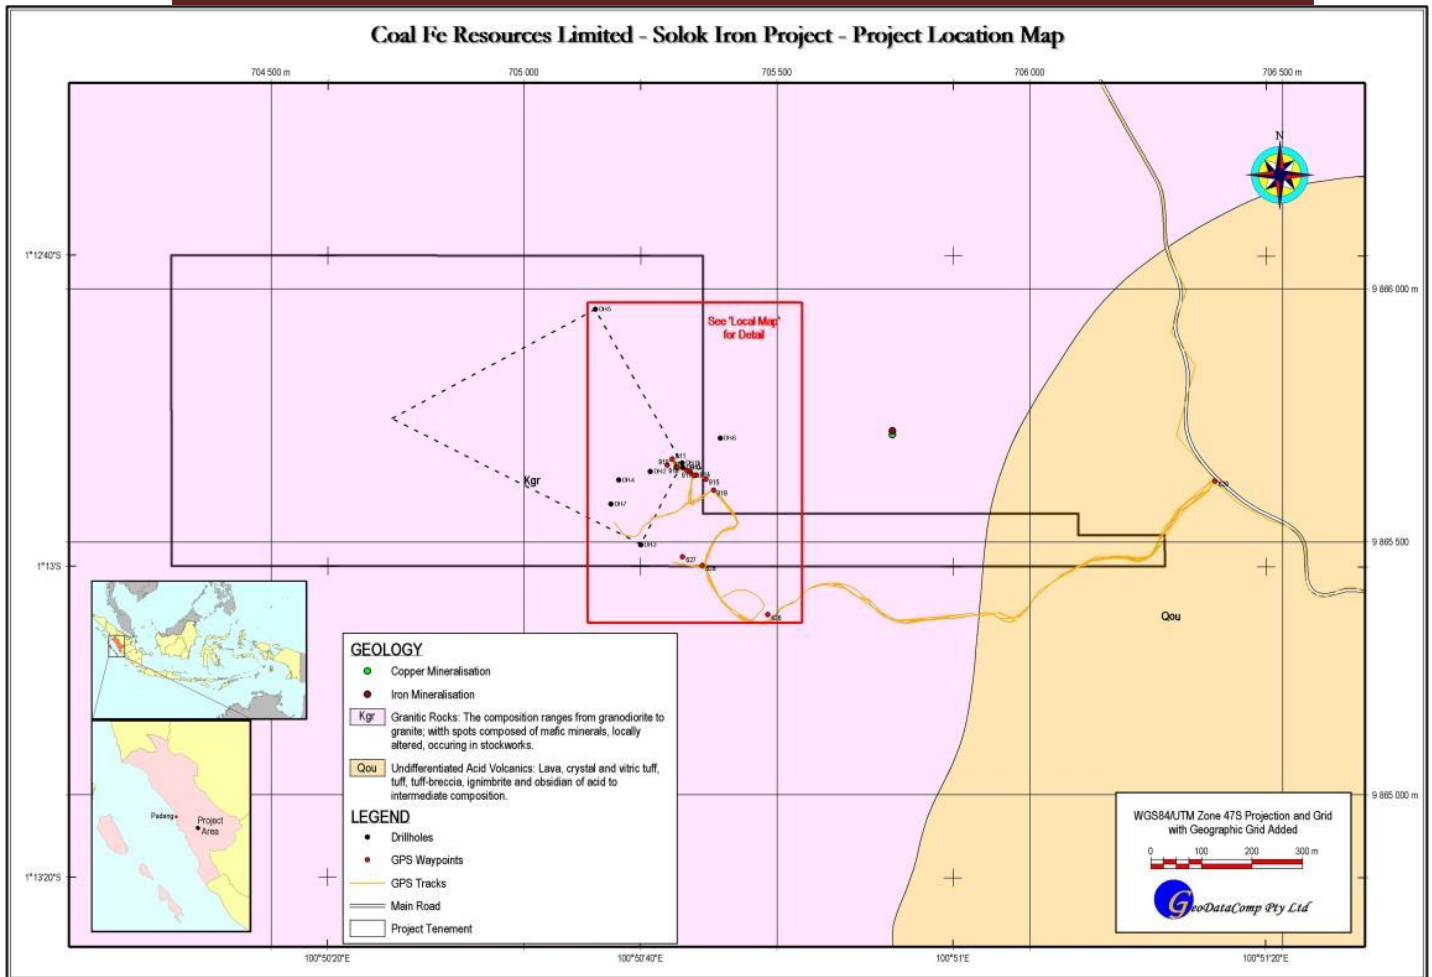 Coal Fe Resources Limited - Solok Iron Project - Project Location Map
704 500 m
705 000
705 500
706 000
706 500 m
N
1°12'40"S
9 866 000 m
See 'Local Map'
for Detail
DH5
DH6
911
DH2
DH4
DH7
Kgr
915
919
DH3
927
1°13'S
9 865 500
Qou
GEOLOGY
Copper Mineralisation
Iron Mineralisation
Kgr
Granitic Rocks: The composition ranges from granodiorite to
granite; witth spots composed of mafic minerals, locally
altered, occuring in stockworks.
Qou
Undifferentiated Acid Volcanics: Lava, crystal and vitric tuff,
tuff, tuff-breccia, ignimbrite and obsidian of acid to
intermediate composition.
LEGEND
Drillholes
GPS Waypoints
GPS Tracks
Main Road
Project Tenement
Padang
Project
Area
9 865 000 m
WGS84/UTM Zone 47S Projection and Grid
with Geographic Grid Added
0 100 200 300 m
GeoDataComp Pty Ltd
1°13'20"S
100°50'20"E
100°50'40"E
100°51'E
100°51'20"E